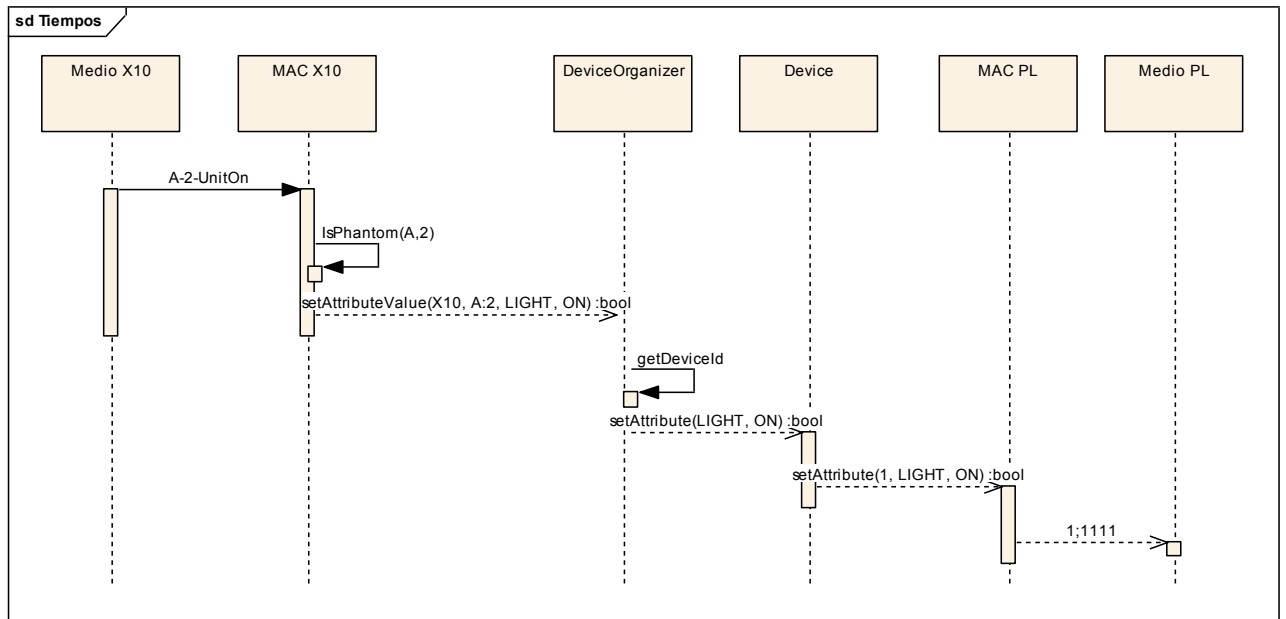 sd Tiempos
Medio X10
MAC X10
DeviceOrganizer
Device
MAC PL
Medio PL
A-2-UnitOn
IsPhantom(A,2)
setAttributeValue(X10, A:2, LIGHT, ON) :bool
getDeviceId
setAttribute(LIGHT, ON) :bool
setAttribute(1, LIGHT, ON) :bool
1;1111